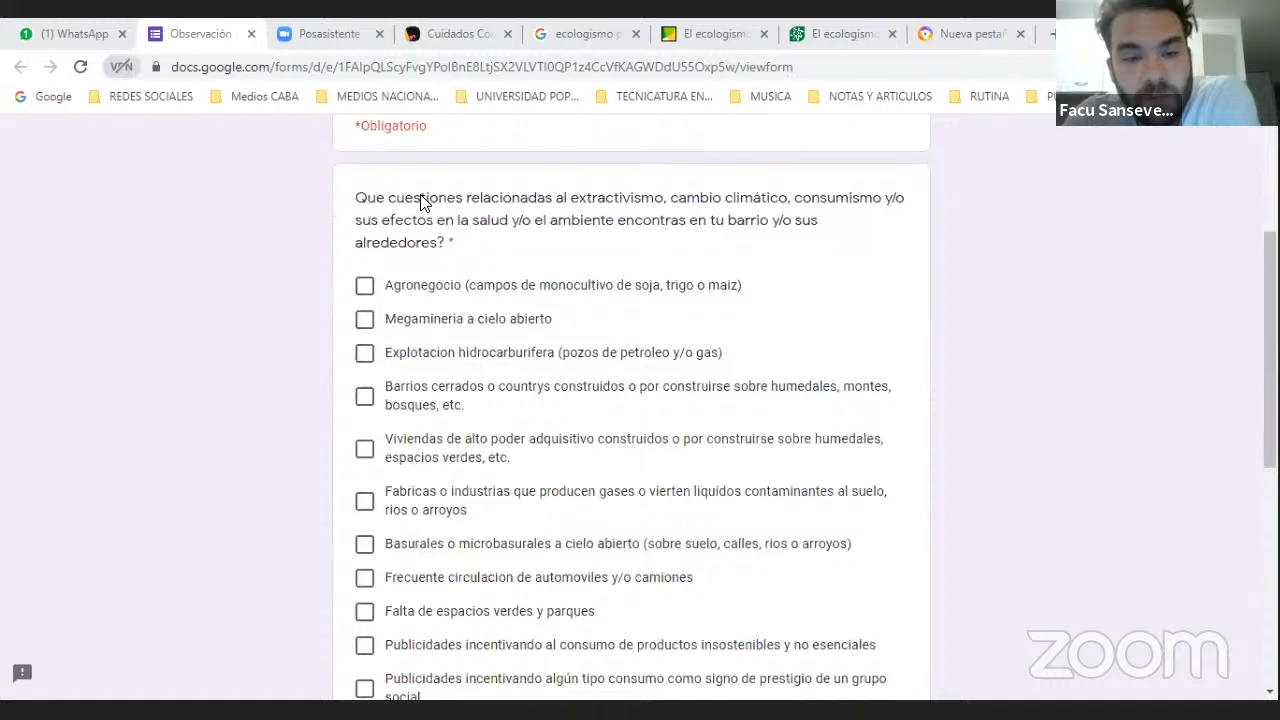 (1) WhatsApp
Observación
Posasistente
Cuidados Co
ecologismo p
El ecologismo
El ecologismo
Nueva pesta
docs.google.com/forms/d/e/1FAIpQLScyFvgYPolBnE8LtjSX2VLVTl0QP1z4CcVfKAGWDdU55Oxp5w/viewform
Google
REDES SOCIALES
Medios CABA
MEDIOS NACIONA...
UNIVERSIDAD POP...
TECNICATURA EN...
MUSICA
NOTAS Y ARTICULOS
RUTINA
Facu Sanseve...
*Obligatorio
Que cuestiones relacionadas al extractivismo, cambio climático, consumismo y/o
sus efectos en la salud y/o el ambiente encontras en tu barrio y/o sus
alrededores? *
Agronegocio (campos de monocultivo de soja, trigo o maiz)
Megamineria a cielo abierto
Explotacion hidrocarburifera (pozos de petroleo y/o gas)
Barrios cerrados o countrys construidos o por construirse sobre humedales, montes,
bosques, etc.
Viviendas de alto poder adquisitivo construidos o por construirse sobre humedales,
espacios verdes, etc.
Fabricas o industrias que producen gases o vierten liquidos contaminantes al suelo,
rios o arroyos
Basurales o microbasurales a cielo abierto (sobre suelo, calles, rios o arroyos)
Frecuente circulacion de automoviles y/o camiones
Falta de espacios verdes y parques
Publicidades incentivando al consumo de productos insostenibles y no esenciales
Publicidades incentivando algún tipo consumo como signo de prestigio de un grupo
social
zoom